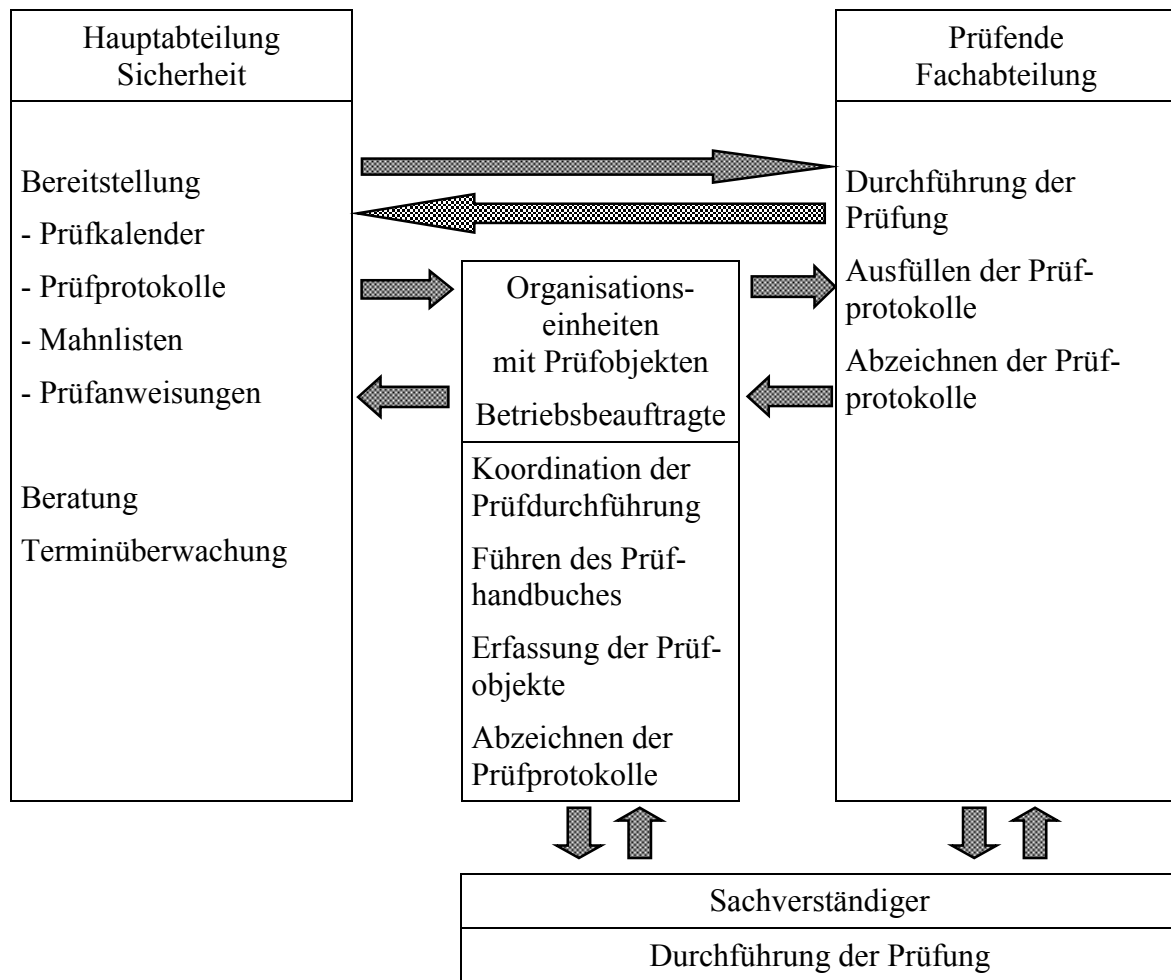 Hauptabteilung
Sicherheit
Bereitstellung
- Prüfkalender
- Prüfprotokolle
- Mahnlisten
- Prüfanweisungen
Beratung
Terminüberwachung
Organisations-
einheiten
mit Prüfobjekten
Betriebsbeauftragte
Koordination der
Prüfdurchführung
Führen des Prüf-
handbuches
Erfassung der Prüf-
objekte
Abzeichnen der
Prüfprotokolle
Prüfende
Fachabteilung
Durchführung der
Prüfung
Ausfüllen der Prüf-
protokolle
Abzeichnen der Prüf-
protokolle
Sachverständiger
Durchführung der Prüfung